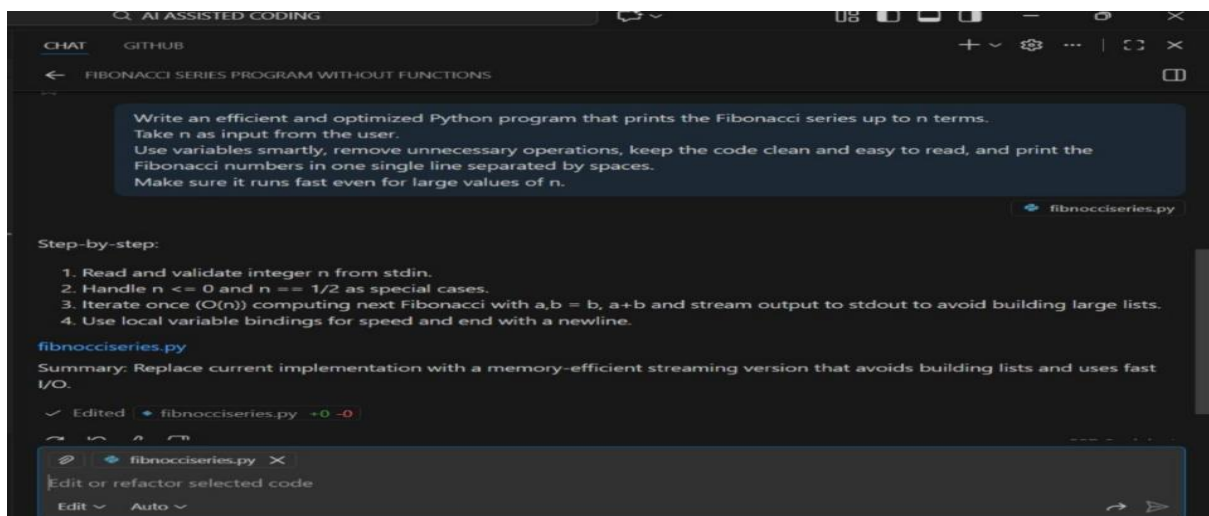 AI ASSISTED CODING
CHAT GITHUB
FIBONACCI SERIES PROGRAM WITHOUT FUNCTIONS
Write an efficient and optimized Python program that prints the Fibonacci series up to n terms.
Take n as input from the user.
Use variables smartly, remove unnecessary operations, keep the code clean and easy to read, and print the
Fibonacci numbers in one single line separated by spaces.
Make sure it runs fast even for large values of n.
fibnocciseries.py
Step-by-step:
1. Read and validate integer n from stdin.
2. Handle n <= 0 and n == 1/2 as special cases.
3. Iterate once (O(n)) computing next Fibonacci with a,b = b, a+b and stream output to stdout to avoid building large lists.
4. Use local variable bindings for speed and end with a newline.
fibnocciseries.py
Summary: Replace current implementation with a memory-efficient streaming version that avoids building lists and uses fast
I/O.
Edited fibnocciseries.py +0 -0
fibnocciseries.py
Edit or refactor selected code
Edit Auto